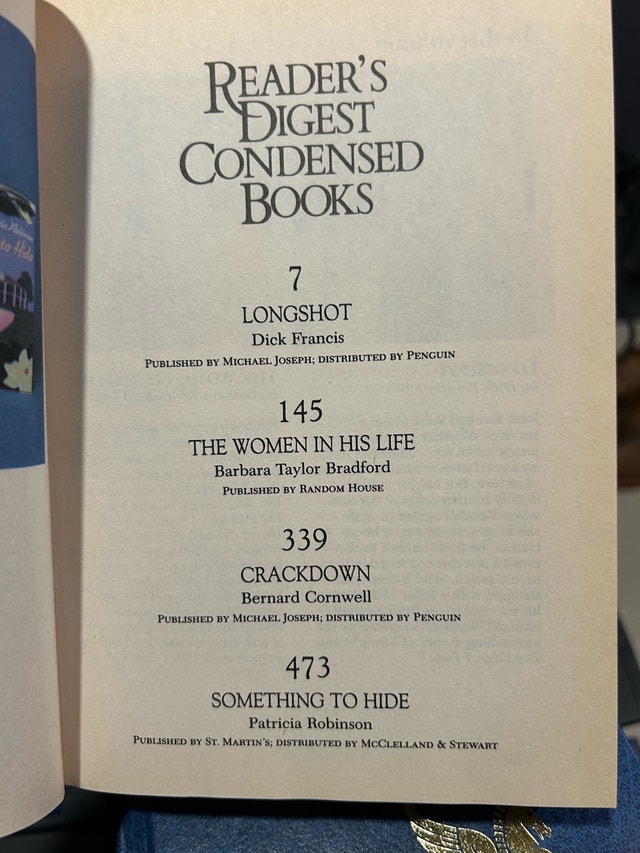 READER'S
DIGEST
CONDENSED
BOOKS
7
LONGSHOT
Dick Francis
PUBLISHED BY MICHAEL JOSEPH; DISTRIBUTED BY PENGUIN
145
THE WOMEN IN HIS LIFE
Barbara Taylor Bradford
PUBLISHED BY RANDOM HOUSE
339
CRACKDOWN
Bernard Cornwell
PUBLISHED BY MICHAEL JOSEPH; DISTRIBUTED BY PENGUIN
473
SOMETHING TO HIDE
Patricia Robinson
PUBLISHED BY ST. MARTIN'S; DISTRIBUTED BY MCCLELLAND & STEWART
to Hide